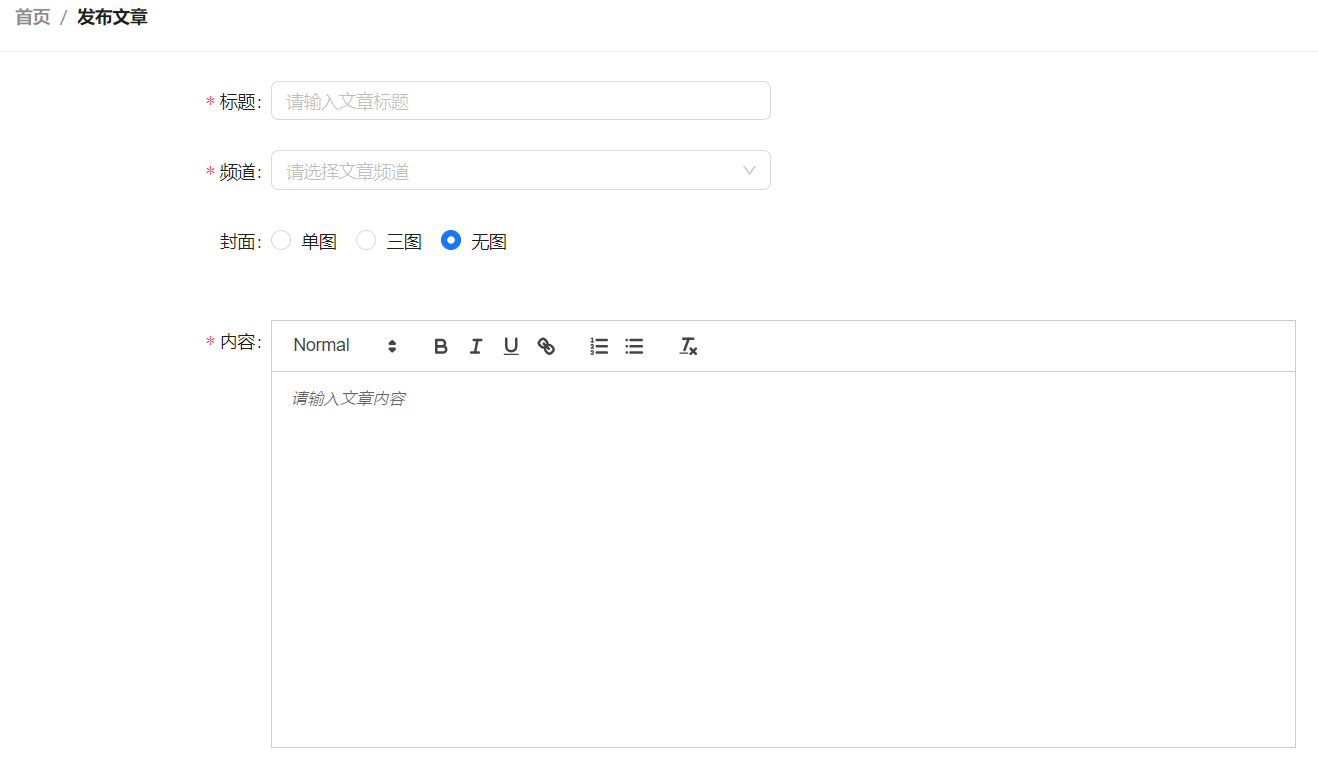 首页 / 发布文章
* 标题: 请输入文章标题
* 频道: 请选择文章频道
封面: 单图 三图 无图
* 内容: Normal B I U
请输入文章内容